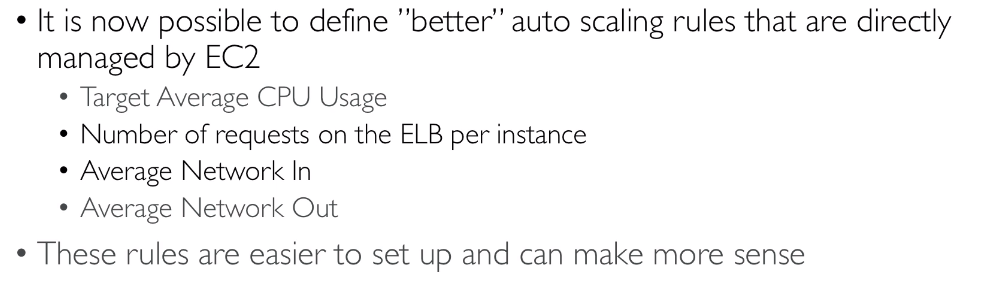 • It is now possible to define ”better” auto scaling rules that are directly
managed by EC2
• Target Average CPU Usage
• Number of requests on the ELB per instance
• Average Network In
• Average Network Out
• These rules are easier to set up and can make more sense